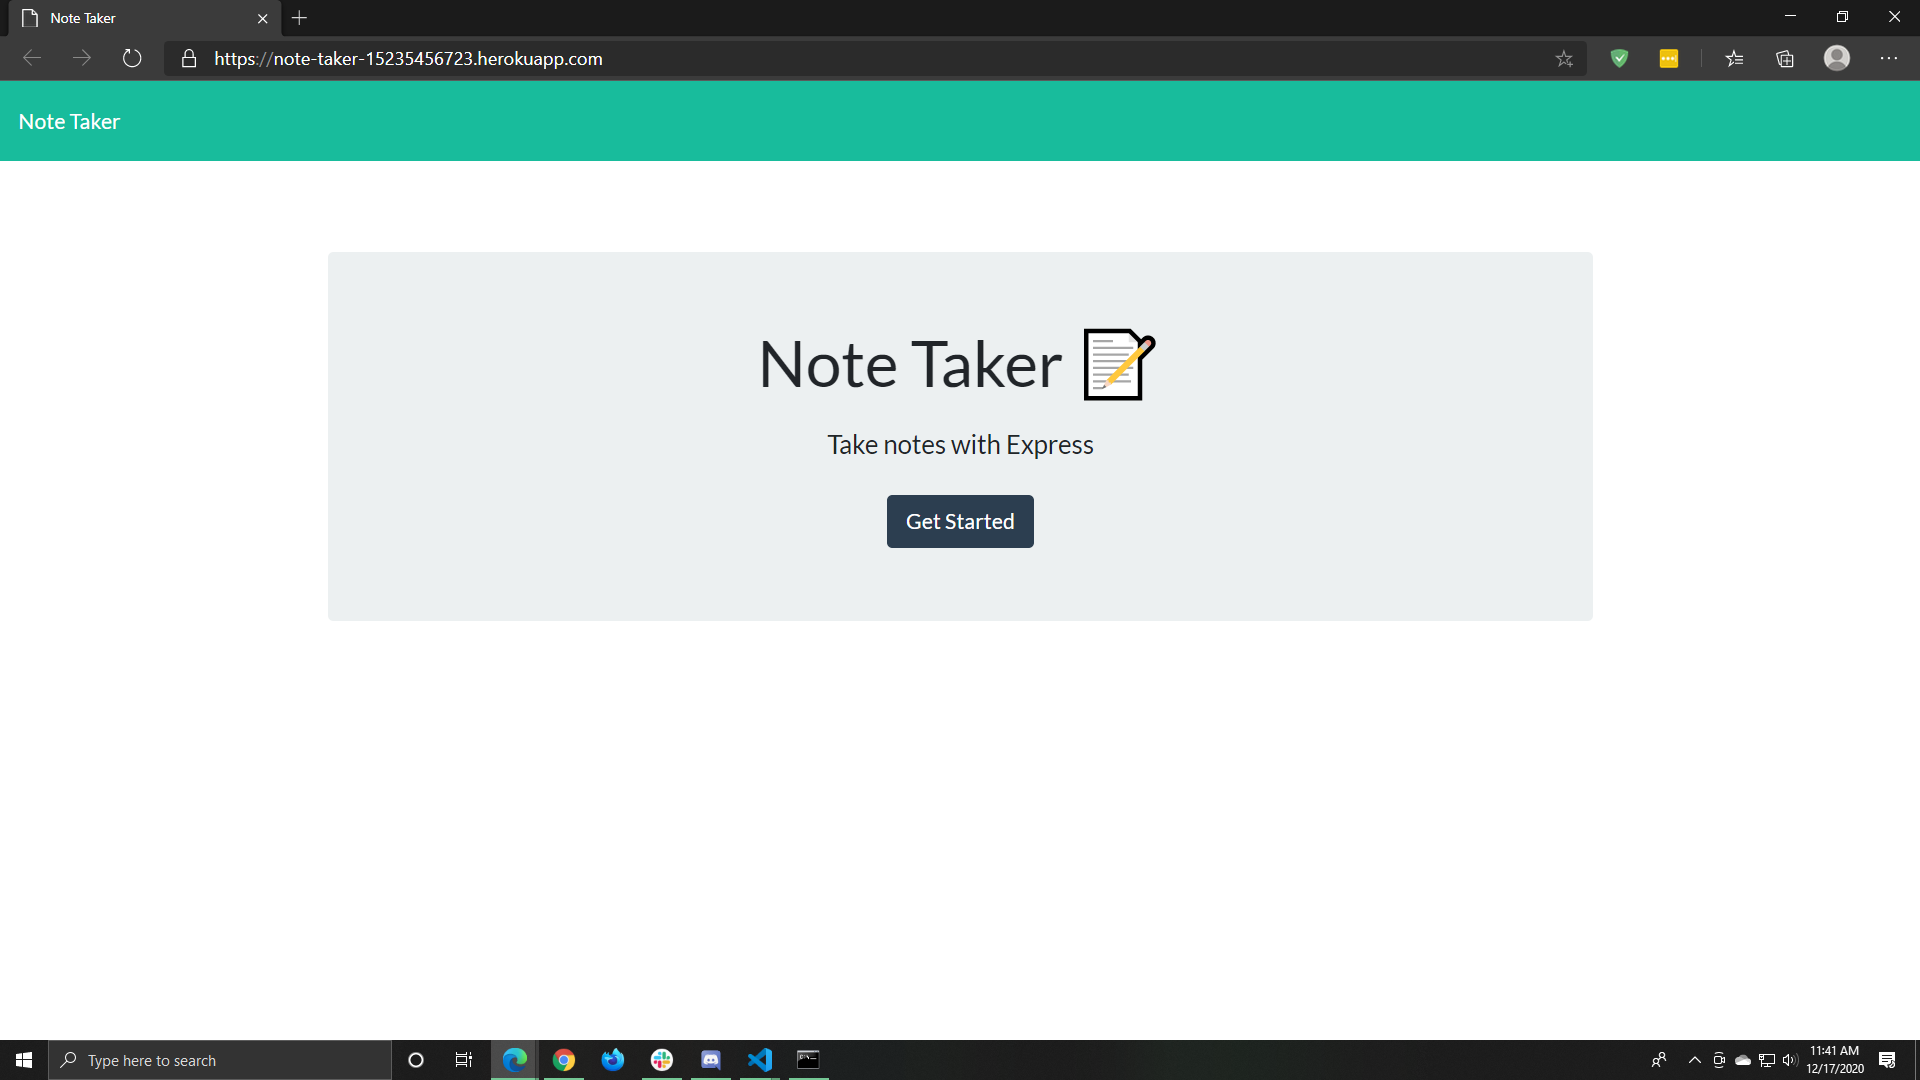 Note Taker
https://note-taker-15235456723.herokuapp.com
Note Taker
Note Taker
Take notes with Express
Get Started
Type here to search
11:41 AM
12/17/2020